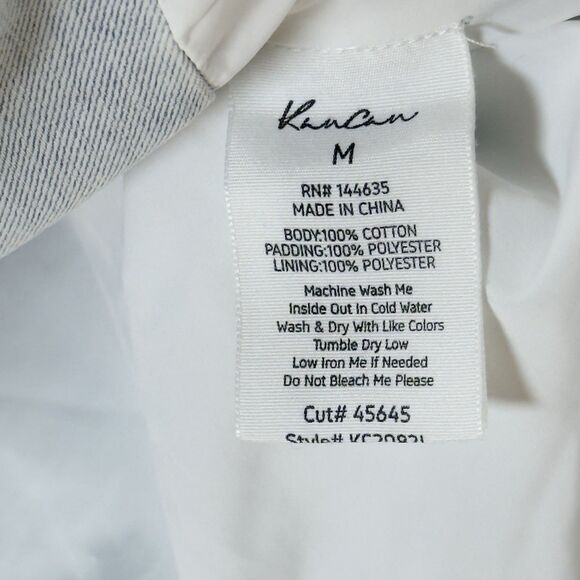 Kancan
M
RN# 144635
MADE IN CHINA
BODY:100% COTTON
PADDING:100% POLYESTER
LINING:100% POLYESTER
Machine Wash Me
Inside Out In Cold Water
Wash & Dry With Like Colors
Tumble Dry Low
Low Iron Me If Needed
Do Not Bleach Me Please
Cut# 45645
Style#